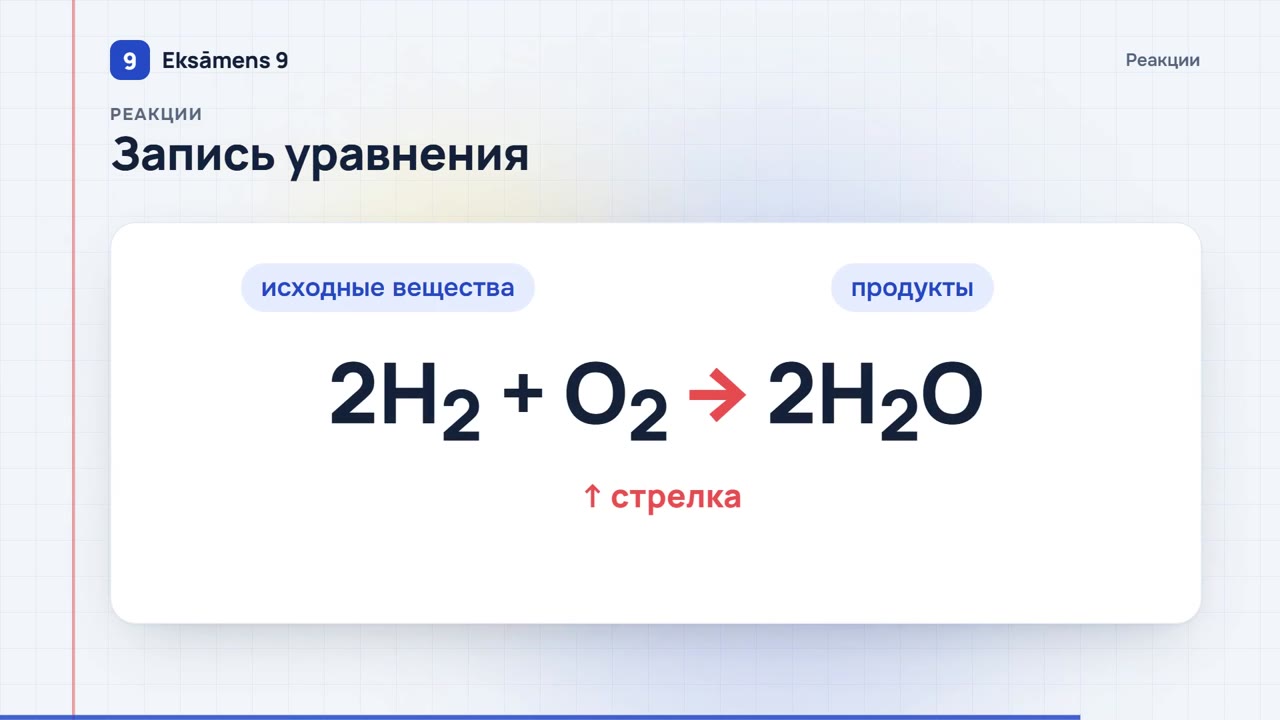 9 Eksāmens 9
Реакции
РЕАКЦИИ
Запись уравнения
исходные вещества продукты
2H₂ + O₂ → 2H₂O
↑ стрелка